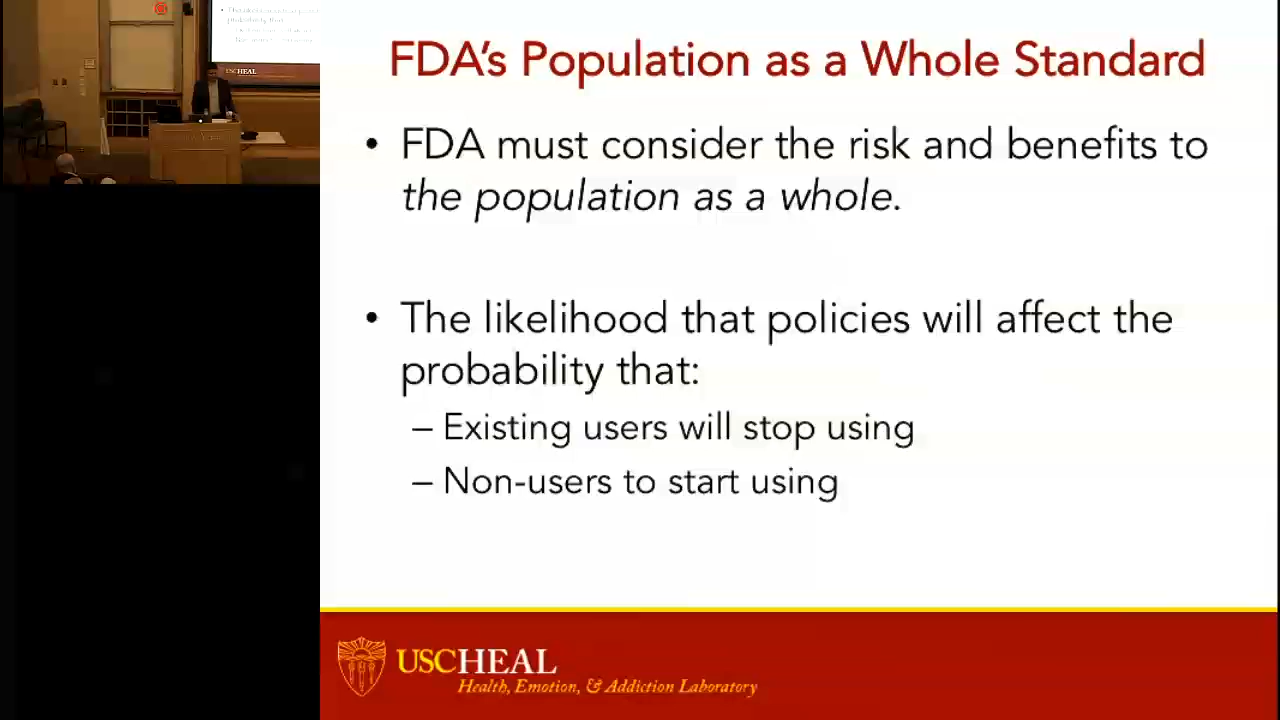 FDA's Population as a Whole Standard
• FDA must consider the risk and benefits to
the population as a whole.
• The likelihood that policies will affect the
probability that:
– Existing users will stop using
– Non-users to start using
USCHEAL
Health, Emotion, & Addiction Laboratory
USCHEAL